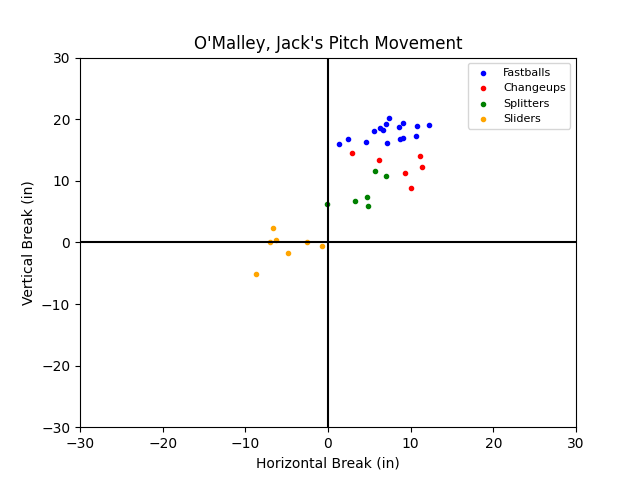 O'Malley, Jack's Pitch Movement
Fastballs
Changeups
Splitters
Sliders
Vertical Break (in)
30
20
10
0
−10
−20
−30
−30
−20
−10
0
10
20
30
Horizontal Break (in)